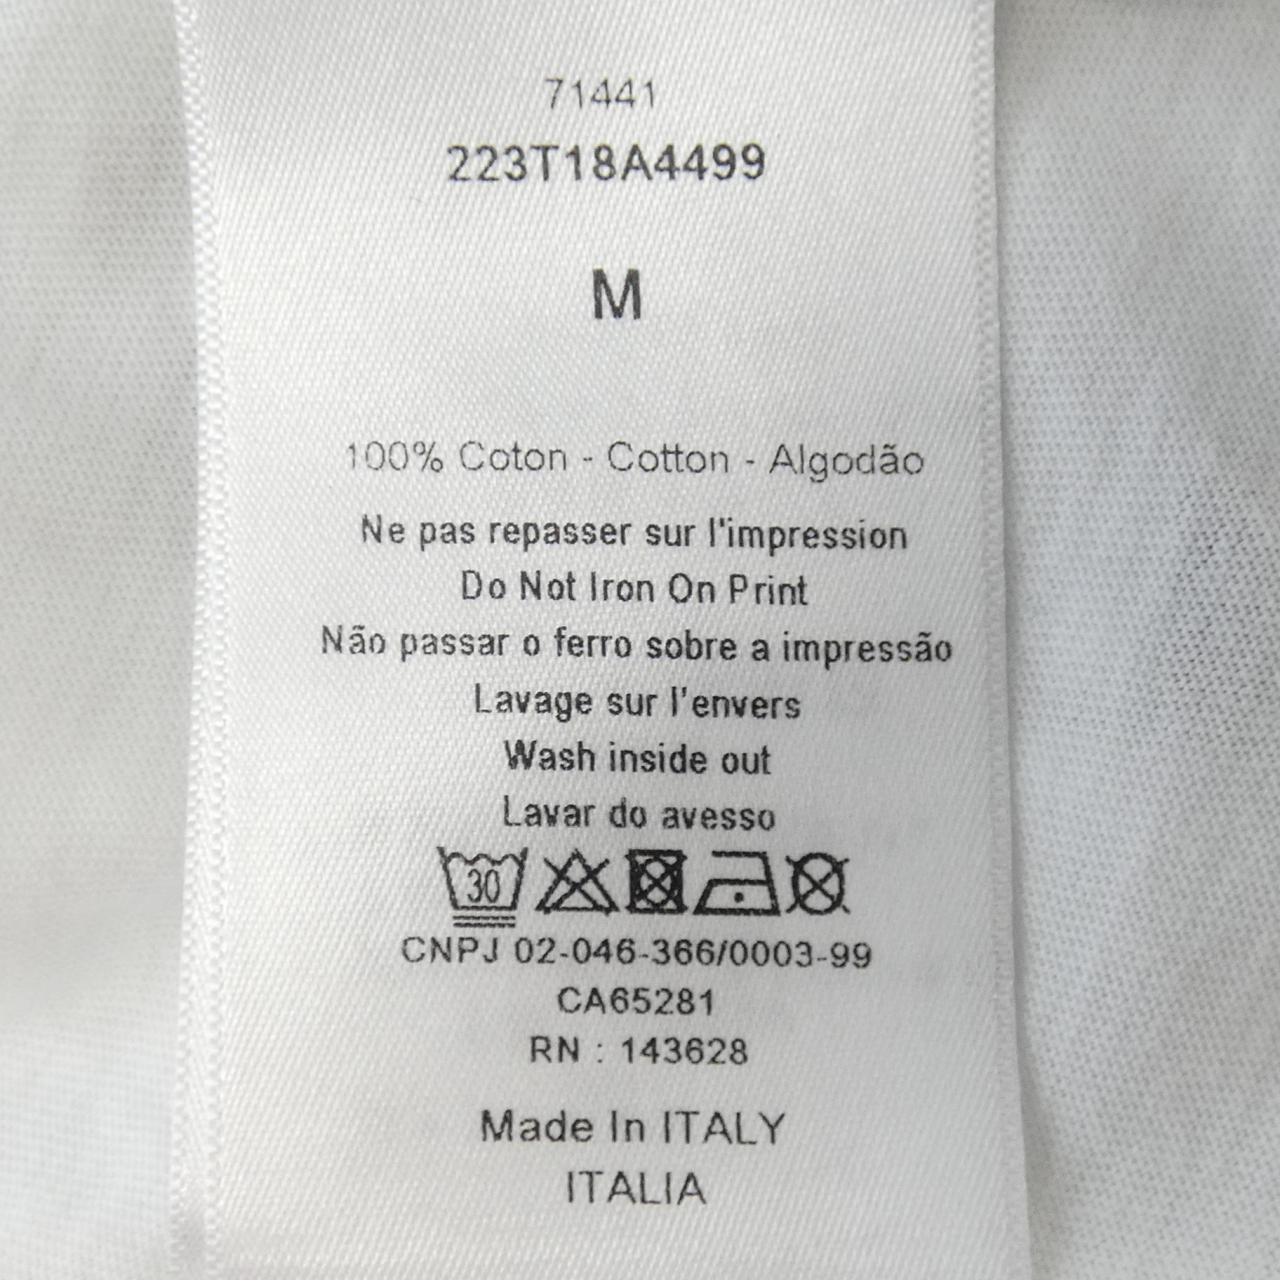 71441
223T18A4499
M
100% Coton - Cotton - Algodão
Ne pas repasser sur l'impression
Do Not Iron On Print
Não passar o ferro sobre a impressão
Lavage sur l'envers
Wash inside out
Lavar do avesso
30
CNPJ 02-046-366/0003-99
CA65281
RN : 143628
Made In ITALY
ITALIA